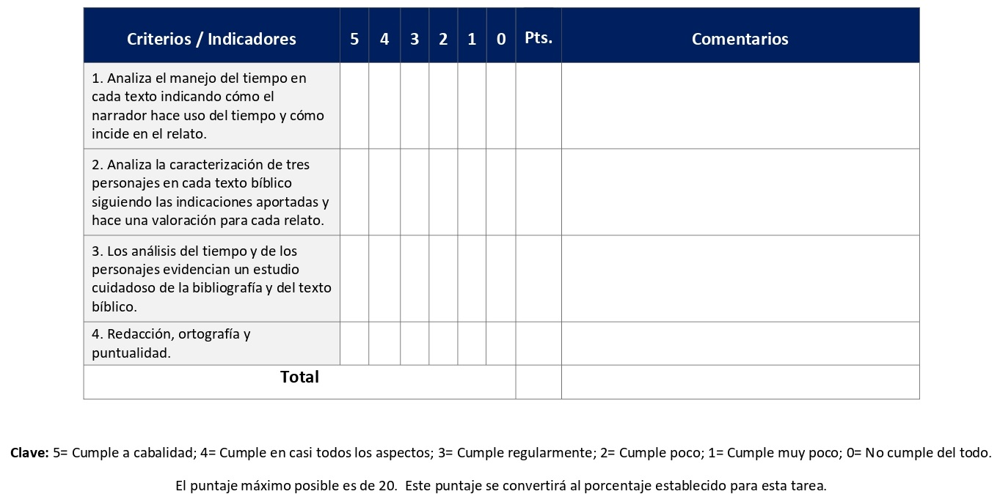 Criterios / Indicadores 5 4 3 2 1 0 Pts. Comentarios
1. Analiza el manejo del tiempo en
cada texto indicando cómo el
narrador hace uso del tiempo y cómo
incide en el relato.
2. Analiza la caracterización de tres
personajes en cada texto bíblico
siguiendo las indicaciones aportadas y
hace una valoración para cada relato.
3. Los análisis del tiempo y de los
personajes evidencian un estudio
cuidadoso de la bibliografía y del texto
bíblico.
4. Redacción, ortografía y
puntualidad.
Total
Clave: 5= Cumple a cabalidad; 4= Cumple en casi todos los aspectos; 3= Cumple regularmente; 2= Cumple poco; 1= Cumple muy poco; 0= No cumple del todo.
El puntaje máximo posible es de 20. Este puntaje se convertirá al porcentaje establecido para esta tarea.